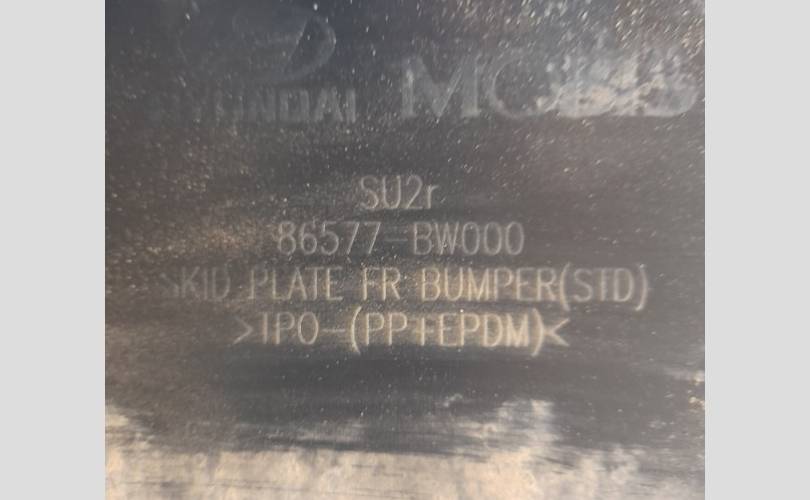 HYUNDAI MOBIS
SU2r
86577-BW000
SKID PLATE FR BUMPER(STD)
>TPO-(PP+EPDM)<